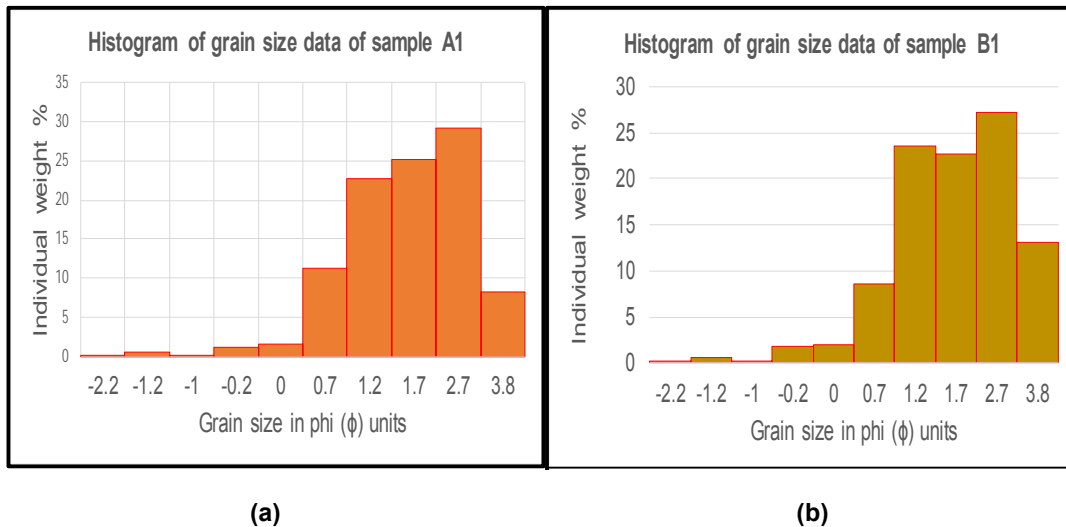 Histogram of grain size data of sample A1
Individual weight %
35
30
25
20
15
10
5
0
-2.2 -1.2 -1 -0.2 0 0.7 1.2 1.7 2.7 3.8
Grain size in phi (ϕ) units
(a)
Histogram of grain size data of sample B1
Individual weight %
30
25
20
15
10
5
0
-2.2 -1.2 -1 -0.2 0 0.7 1.2 1.7 2.7 3.8
Grain size in phi (ϕ) units
(b)